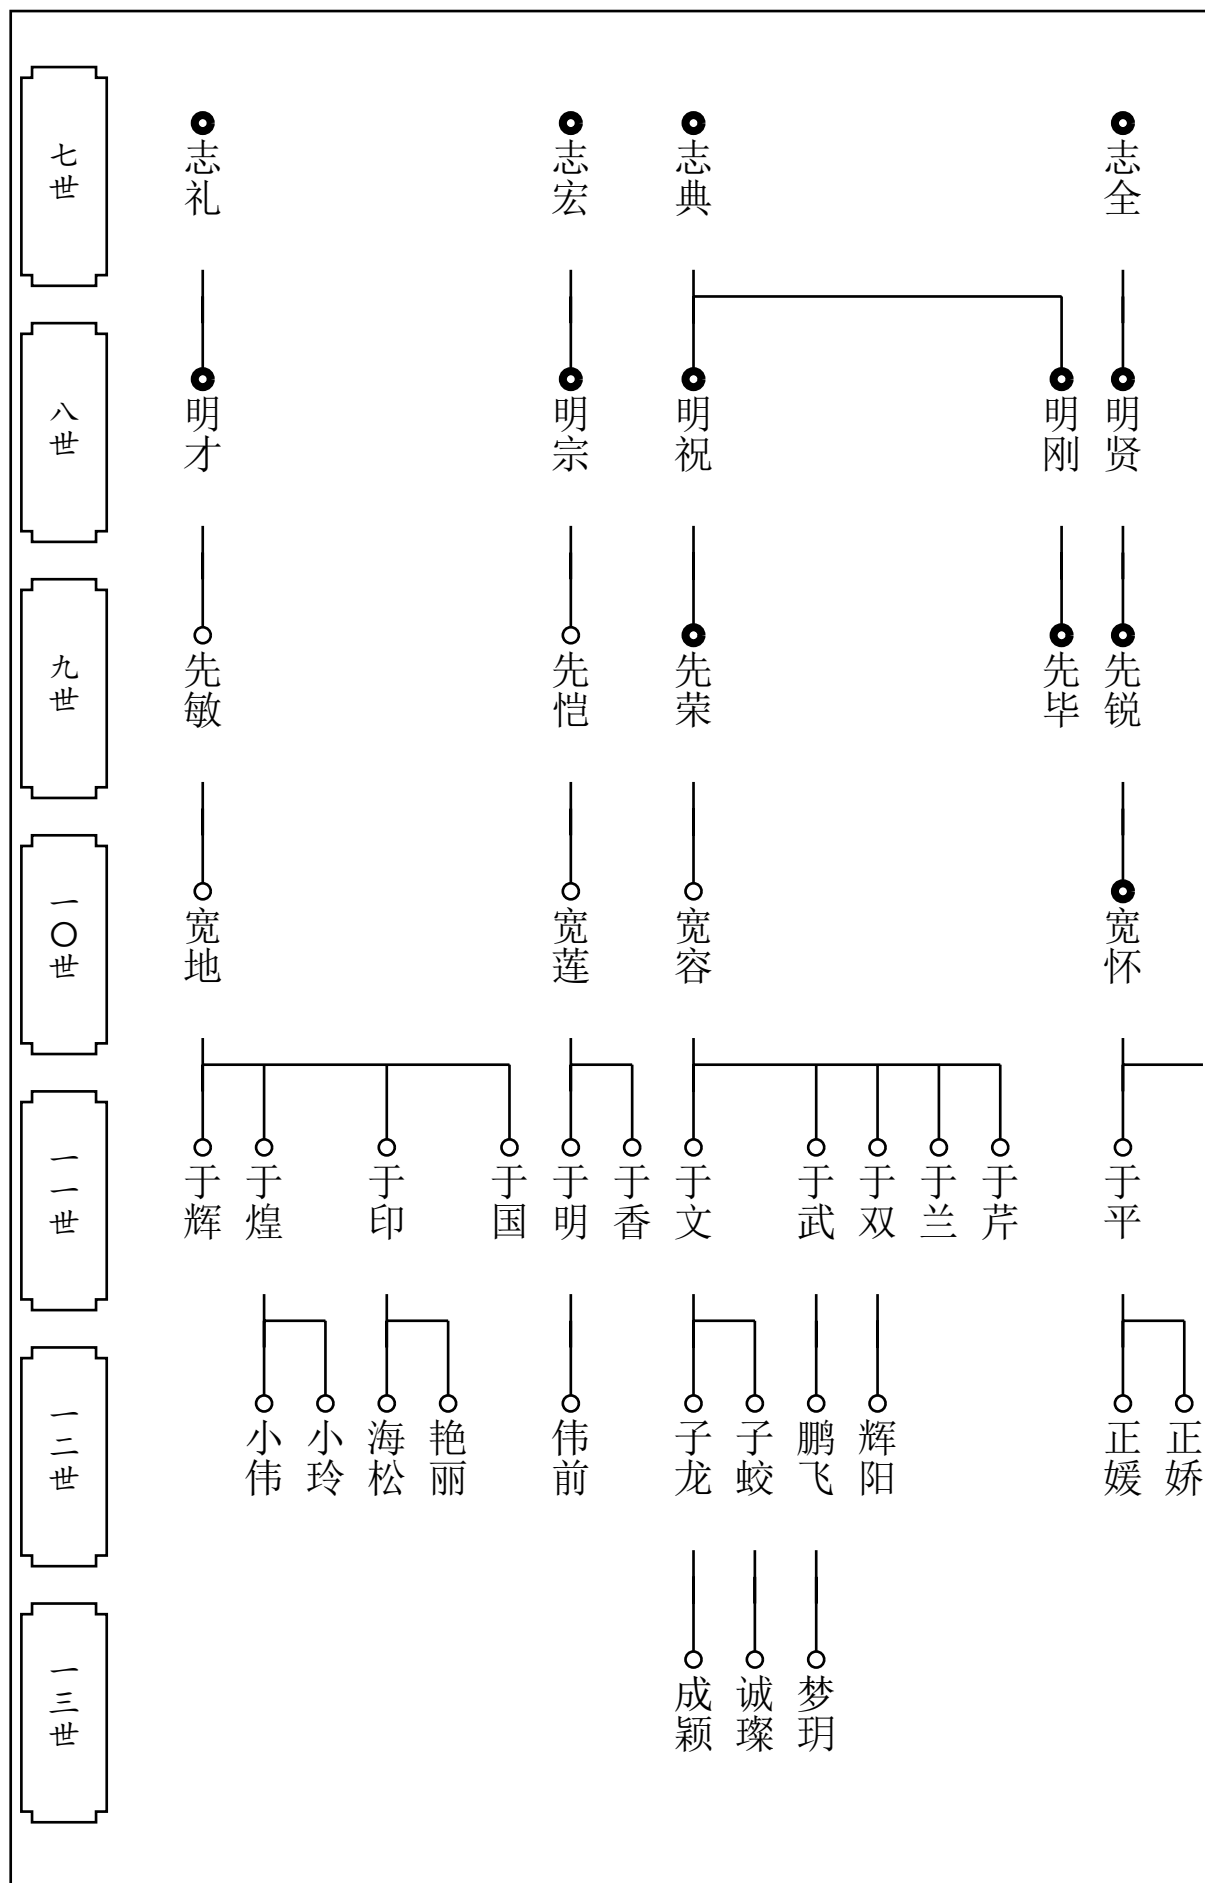 七世
志礼
志宏
志典
志全
八世
明才
明宗
明祝
明刚
明贤
九世
先敏
先恺
先荣
先毕
先锐
一〇世
宽地
宽莲
宽容
宽怀
一一世
于辉
于煌
于印
于国
于明
于香
于文
于武
于双
于兰
于芹
于平
一二世
小伟
小玲
海松
艳丽
伟前
子龙
子蛟
鹏飞
辉阳
正媛
正娇
一三世
成颖
诚璨
梦玥